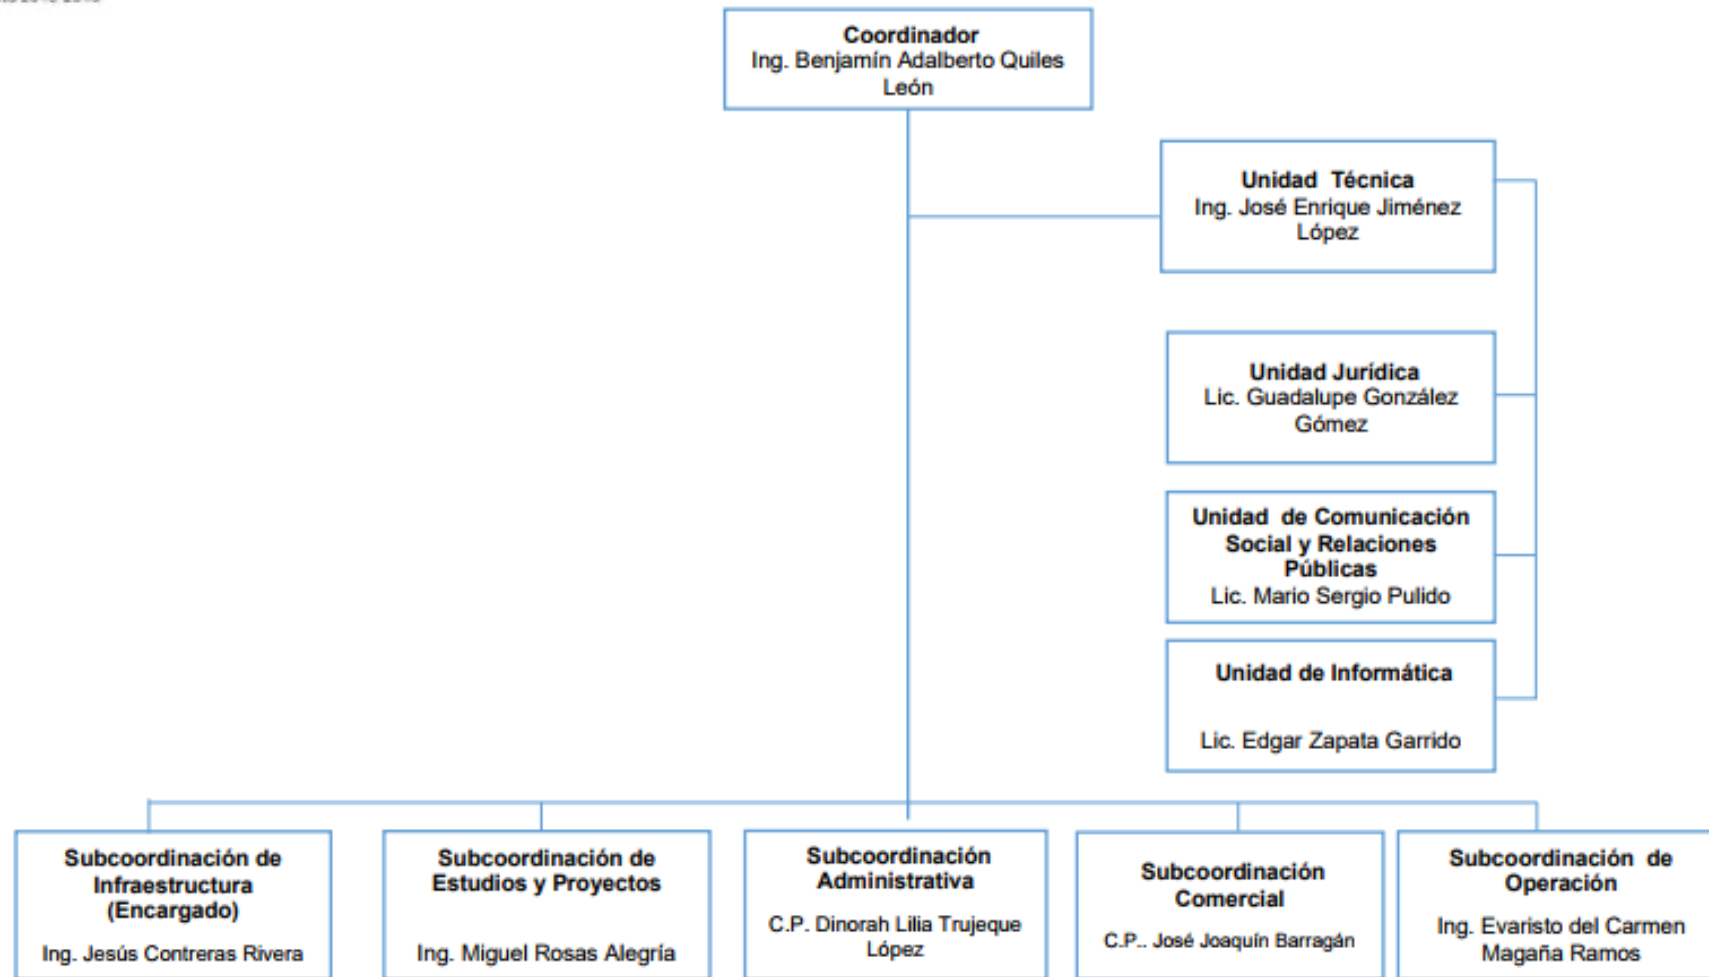 Coordinador
Ing. Benjamín Adalberto Quiles
León
Unidad Técnica
Ing. José Enrique Jiménez
López
Unidad Jurídica
Lic. Guadalupe González
Gómez
Unidad de Comunicación
Social y Relaciones
Públicas
Lic. Mario Sergio Pulido
Unidad de Informática
Lic. Edgar Zapata Garrido
Subcoordinación de
Infraestructura
(Encargado)
Ing. Jesús Contreras Rivera
Subcoordinación de
Estudios y Proyectos
Ing. Miguel Rosas Alegría
Subcoordinación
Administrativa
C.P. Dinorah Lilia Trujeque
López
Subcoordinación
Comercial
C.P.. José Joaquín Barragán
Subcoordinación de
Operación
Ing. Evaristo del Carmen
Magaña Ramos